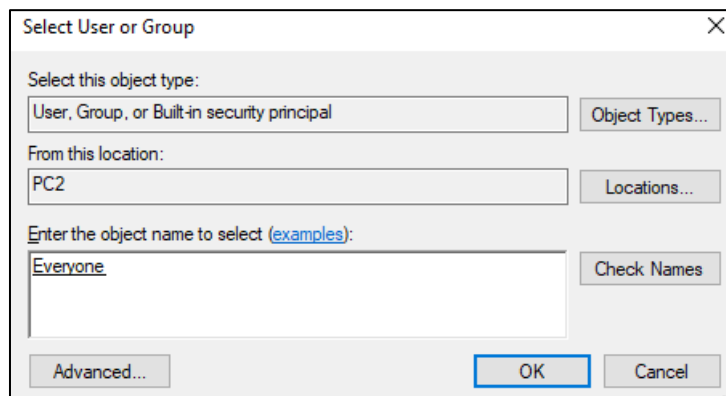 Select User or Group
Select this object type:
User, Group, or Built-in security principal
Object Types...
From this location:
PC2
Locations...
Enter the object name to select (examples):
Everyone
Check Names
Advanced...
OK
Cancel